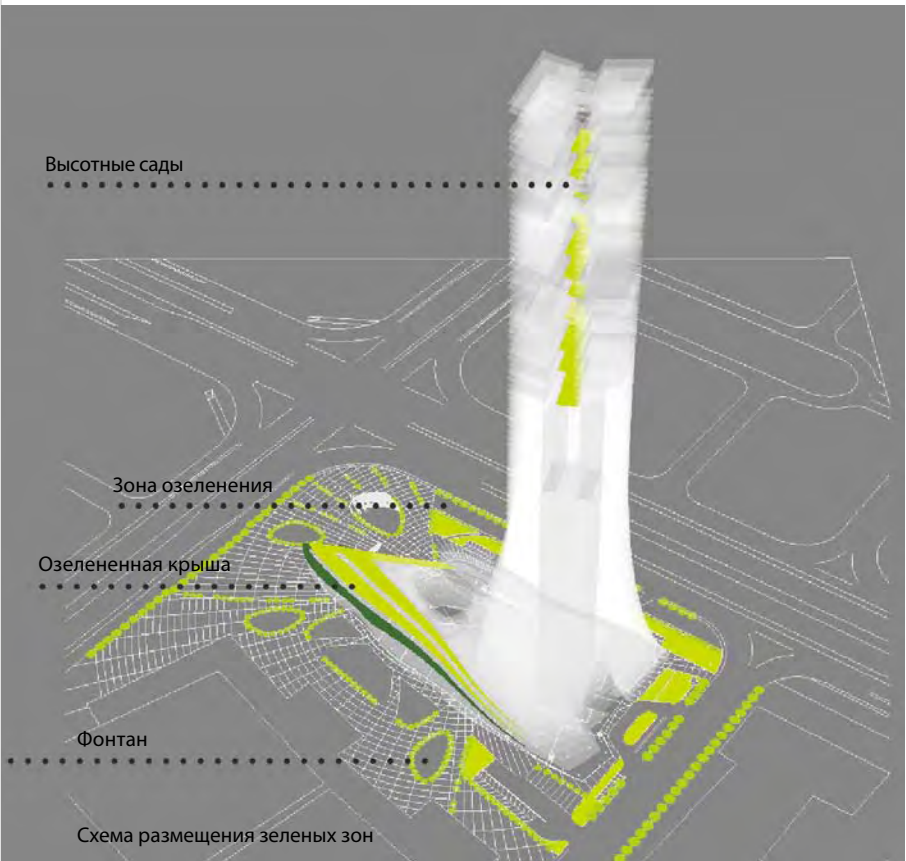 Высотные сады
Зона озеленения
Озелененная крыша
Фонтан
Схема размещения зеленых зон